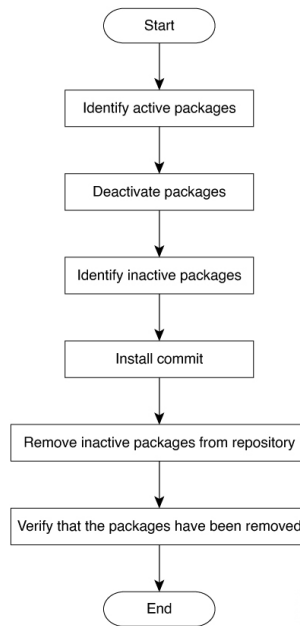 Start
Identify active packages
Deactivate packages
Identify inactive packages
Install commit
Remove inactive packages from repository
Verify that the packages have been removed
End